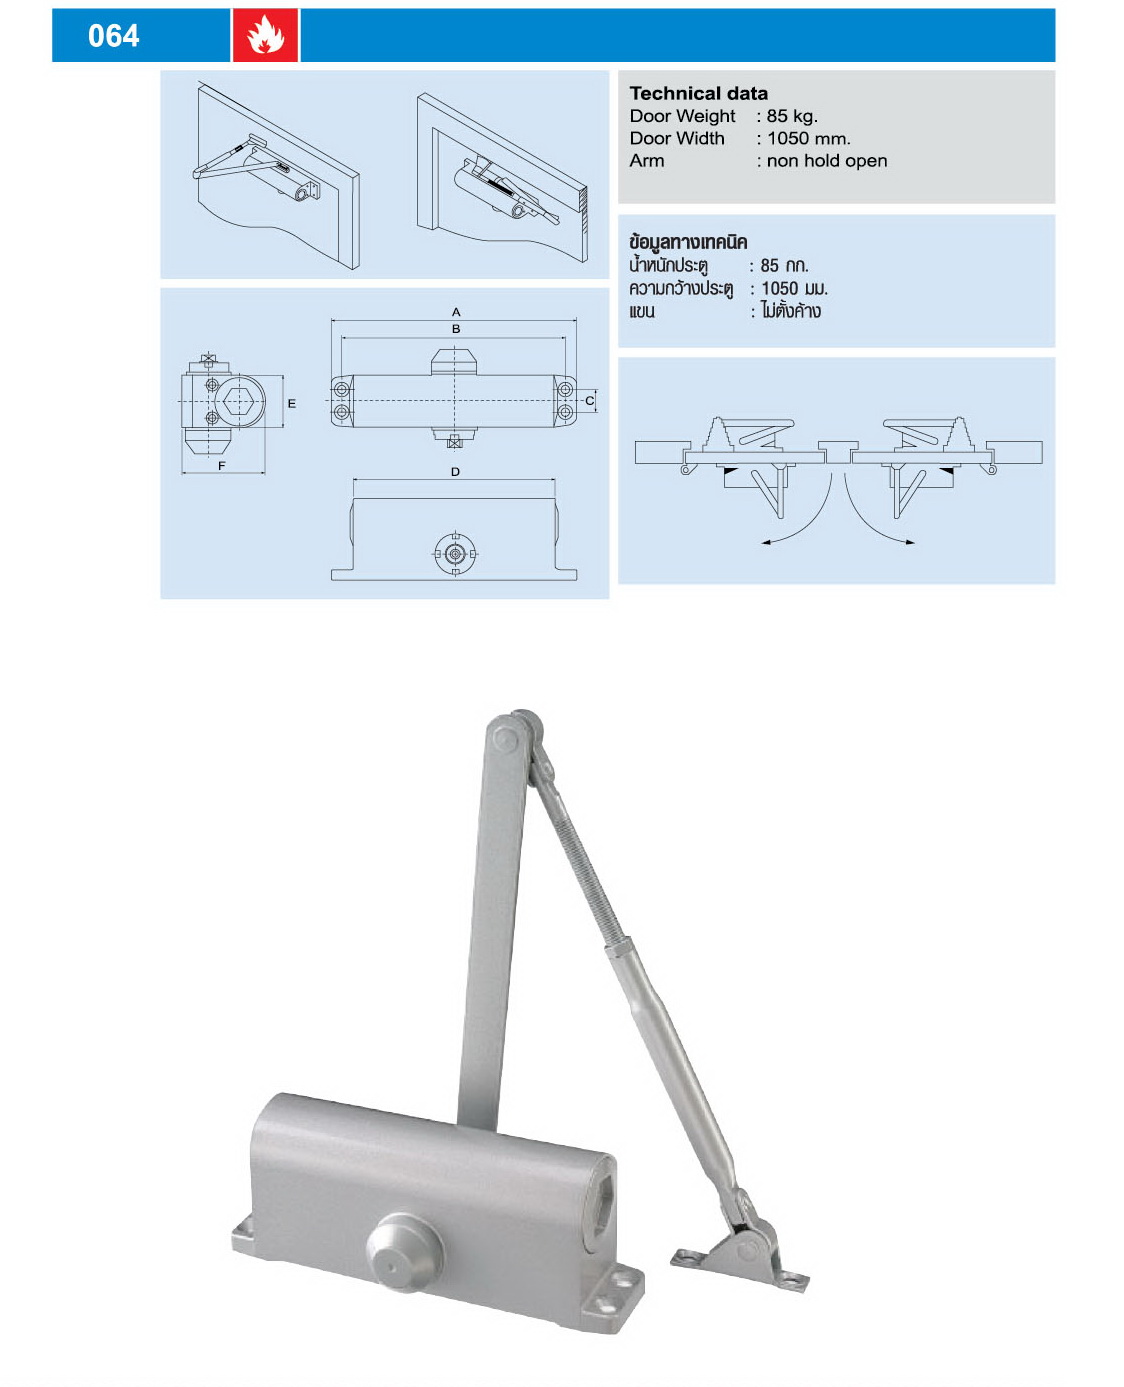 064
Technical data
Door Weight : 85 kg.
Door Width : 1050 mm.
Arm : non hold open
ข้อมูลทางเทคนิค
น้ำหนักประตู : 85 กก.
ความกว้างประตู : 1050 มม.
แขน : ไม่ตั้งค้าง
A
B
C
E
F
D